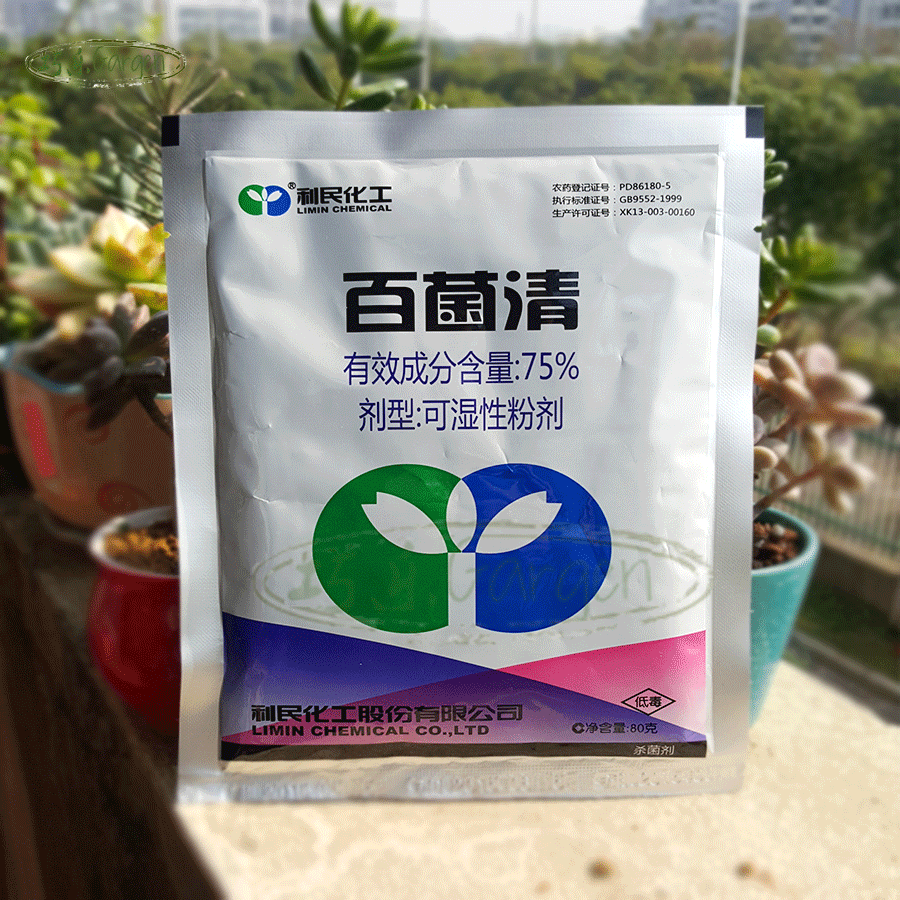 利民化工
LIMIN CHEMICAL
农药登记证号：PD86180-5
执行标准证号：GB9552-1999
生产许可证号：XK13-003-00160
百菌清
有效成分含量:75%
剂型:可湿性粉剂
Gargen
利民化工股份有限公司
LIMIN CHEMICAL CO.,LTD
低毒
净含量:80克
杀菌剂